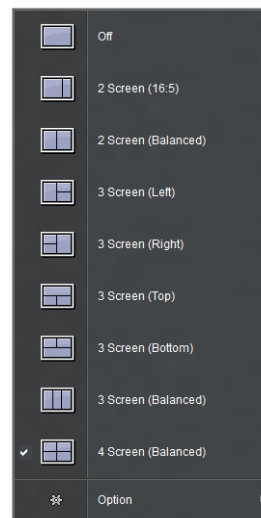 Off
2 Screen (16:5)
2 Screen (Balanced)
3 Screen (Left)
3 Screen (Right)
3 Screen (Top)
3 Screen (Bottom)
3 Screen (Balanced)
4 Screen (Balanced)
Option